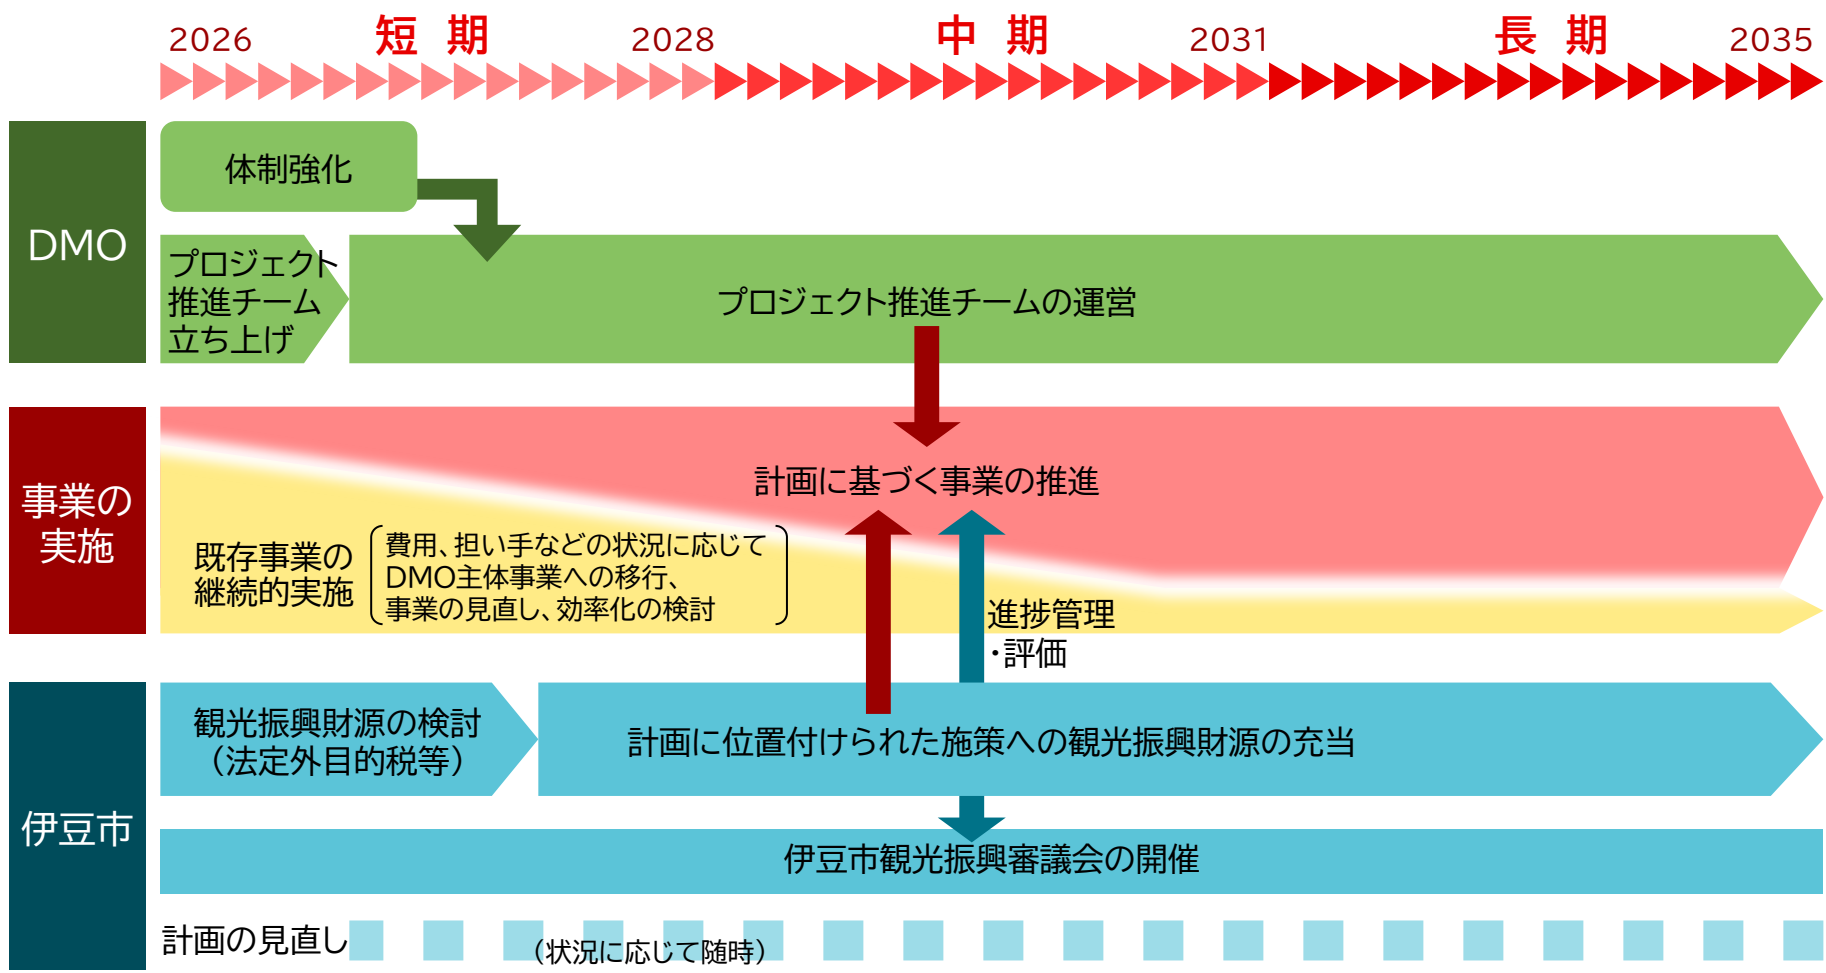 2026
短 期
2028
中 期
2031
長 期
2035
DMO
体制強化
プロジェクト
推進チーム
立ち上げ
プロジェクト推進チームの運営
事業の
実施
計画に基づく事業の推進
既存事業の
継続的実施
費用、担い手などの状況に応じて
DMO主体事業への移行、
事業の見直し、効率化の検討
進捗管理
・評価
伊豆市
観光振興財源の検討
（法定外目的税等）
計画に位置付けられた施策への観光振興財源の充当
伊豆市観光振興審議会の開催
計画の見直し
（状況に応じて随時）